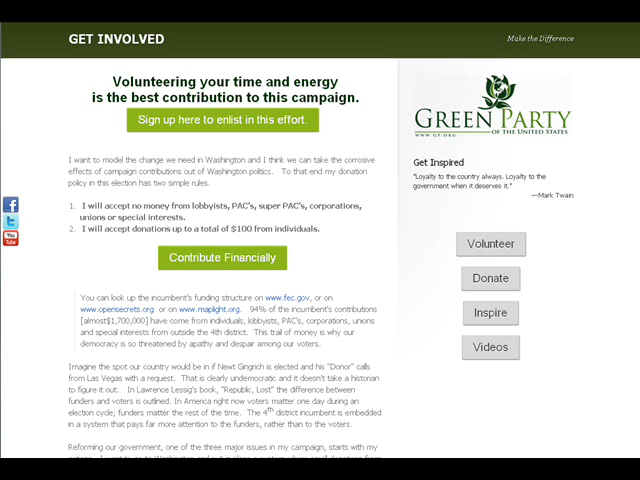 GET INVOLVED
Make the Difference
Volunteering your time and energy
is the best contribution to this campaign.
Sign up here to enlist in this effort.
I want to model the change we need in Washington and I think we can take the corrosive
effects of campaign contributions out of Washington politics. To that end my donation
policy in this election has two simple rules.
1. I will accept no money from lobbyists, PAC's, super PAC's, corporations,
unions or special interests.
2. I will accept donations up to a total of $100 from individuals.
Contribute Financially
You can look up the incumbent's funding structure on www.fec.gov, or on
www.opensecrets.org or on www.maplight.org. 94% of the incumbent's contributions
[almost$1,700,000] have come from individuals, lobbyists, PAC's, corporations, unions
and special interests from outside the 4th district. This trail of money is why our
democracy is so threatened by apathy and despair among our voters.
Imagine the spot our country would be in if Newt Gingrich is elected and his "Donor" calls
from Las Vegas with a request. That is clearly undemocratic and it doesn't take a historian
to figure it out. In Lawrence Lessig's book, "Republic, Lost" the difference between
funders and voters is outlined. In America right now voters matter one day during an
election cycle; funders matter the rest of the time. The 4th district incumbent is embedded
in a system that pays far more attention to the funders, rather than to the voters.
Reforming our government, one of the three major issues in my campaign, starts with my
GREEN PARTY
WWW.GP.ORG
OF THE UNITED STATES
Get Inspired
"Loyalty to the country always. Loyalty to the
government when it deserves it."
—Mark Twain
Volunteer
Donate
Inspire
Videos
f
t
You
Tube